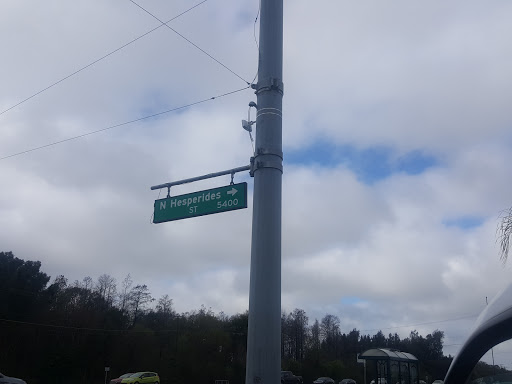 N Hesperides →
ST 5400